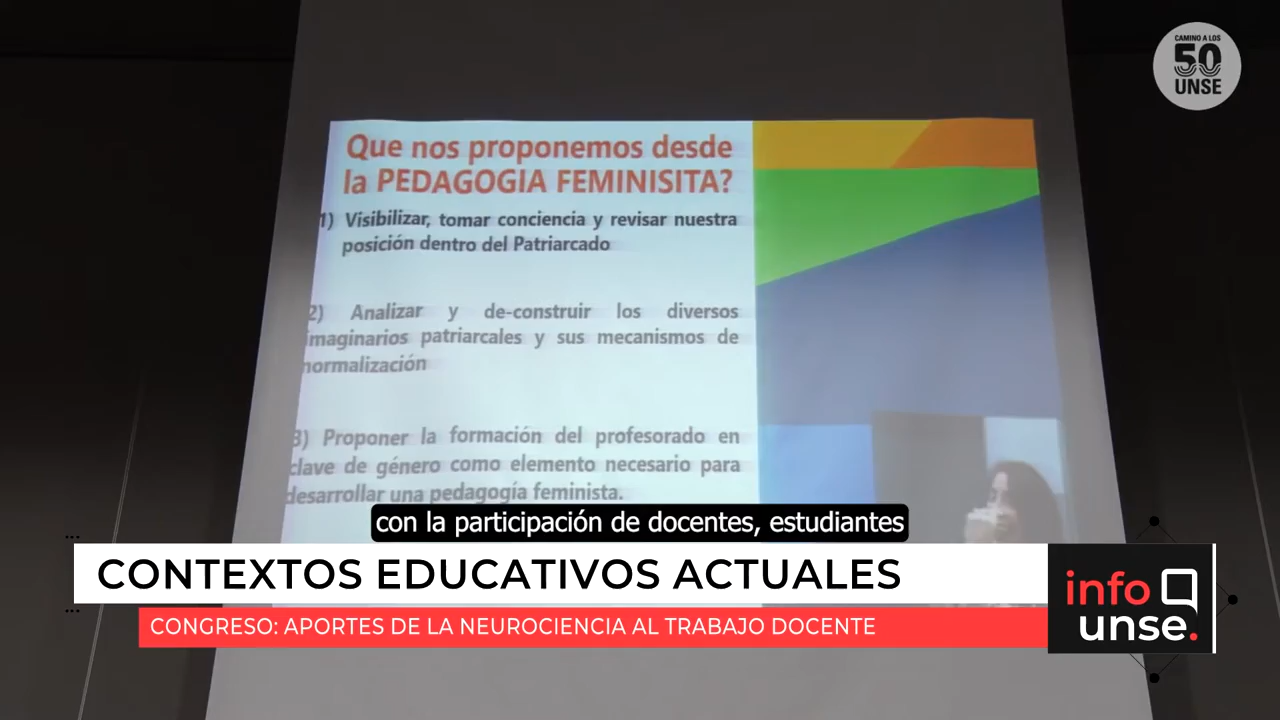 CAMINO A LOS
50
UNSE
Que nos proponemos desde
la PEDAGOGIA FEMINISITA?
1) Visibilizar, tomar conciencia y revisar nuestra
posición dentro del Patriarcado
2) Analizar y de-construir los diversos
imaginarios patriarcales y sus mecanismos de
normalización
3) Proponer la formación del profesorado en
clave de género como elemento necesario para
desarrollar una pedagogía feminista.
con la participación de docentes, estudiantes
CONTEXTOS EDUCATIVOS ACTUALES
CONGRESO: APORTES DE LA NEUROCIENCIA AL TRABAJO DOCENTE
info
unse.